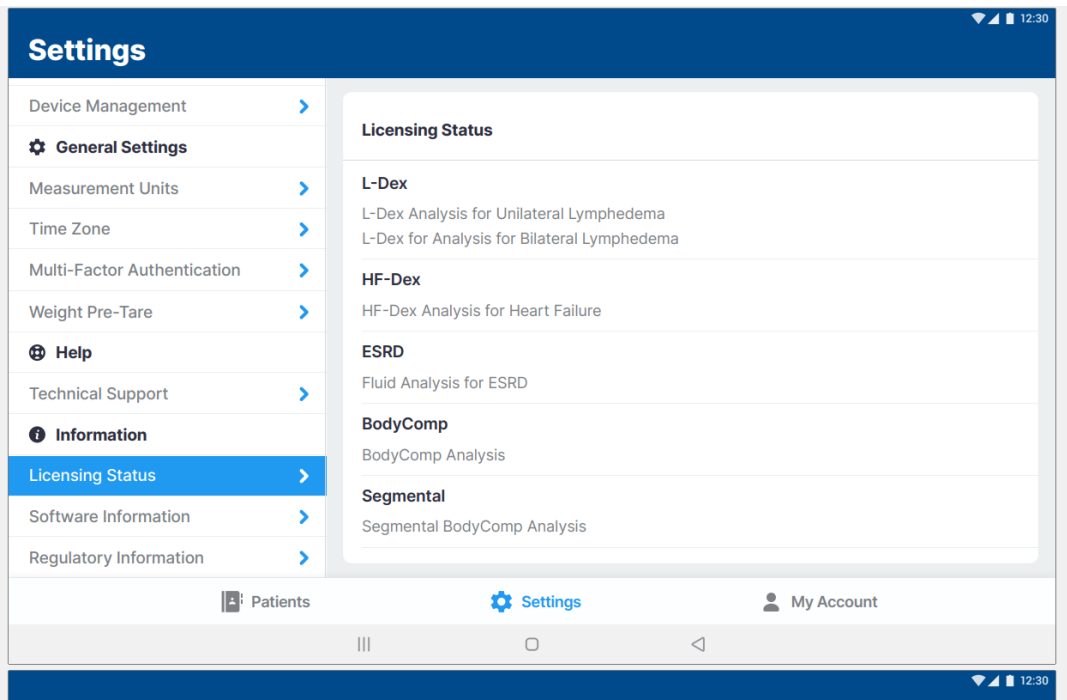 12:30
Settings
Device Management
General Settings
Measurement Units
Time Zone
Multi-Factor Authentication
Weight Pre-Tare
Help
Technical Support
Information
Licensing Status
Software Information
Regulatory Information
Licensing Status
L-Dex
L-Dex Analysis for Unilateral Lymphedema
L-Dex for Analysis for Bilateral Lymphedema
HF-Dex
HF-Dex Analysis for Heart Failure
ESRD
Fluid Analysis for ESRD
BodyComp
BodyComp Analysis
Segmental
Segmental BodyComp Analysis
Patients
Settings
My Account
12:30